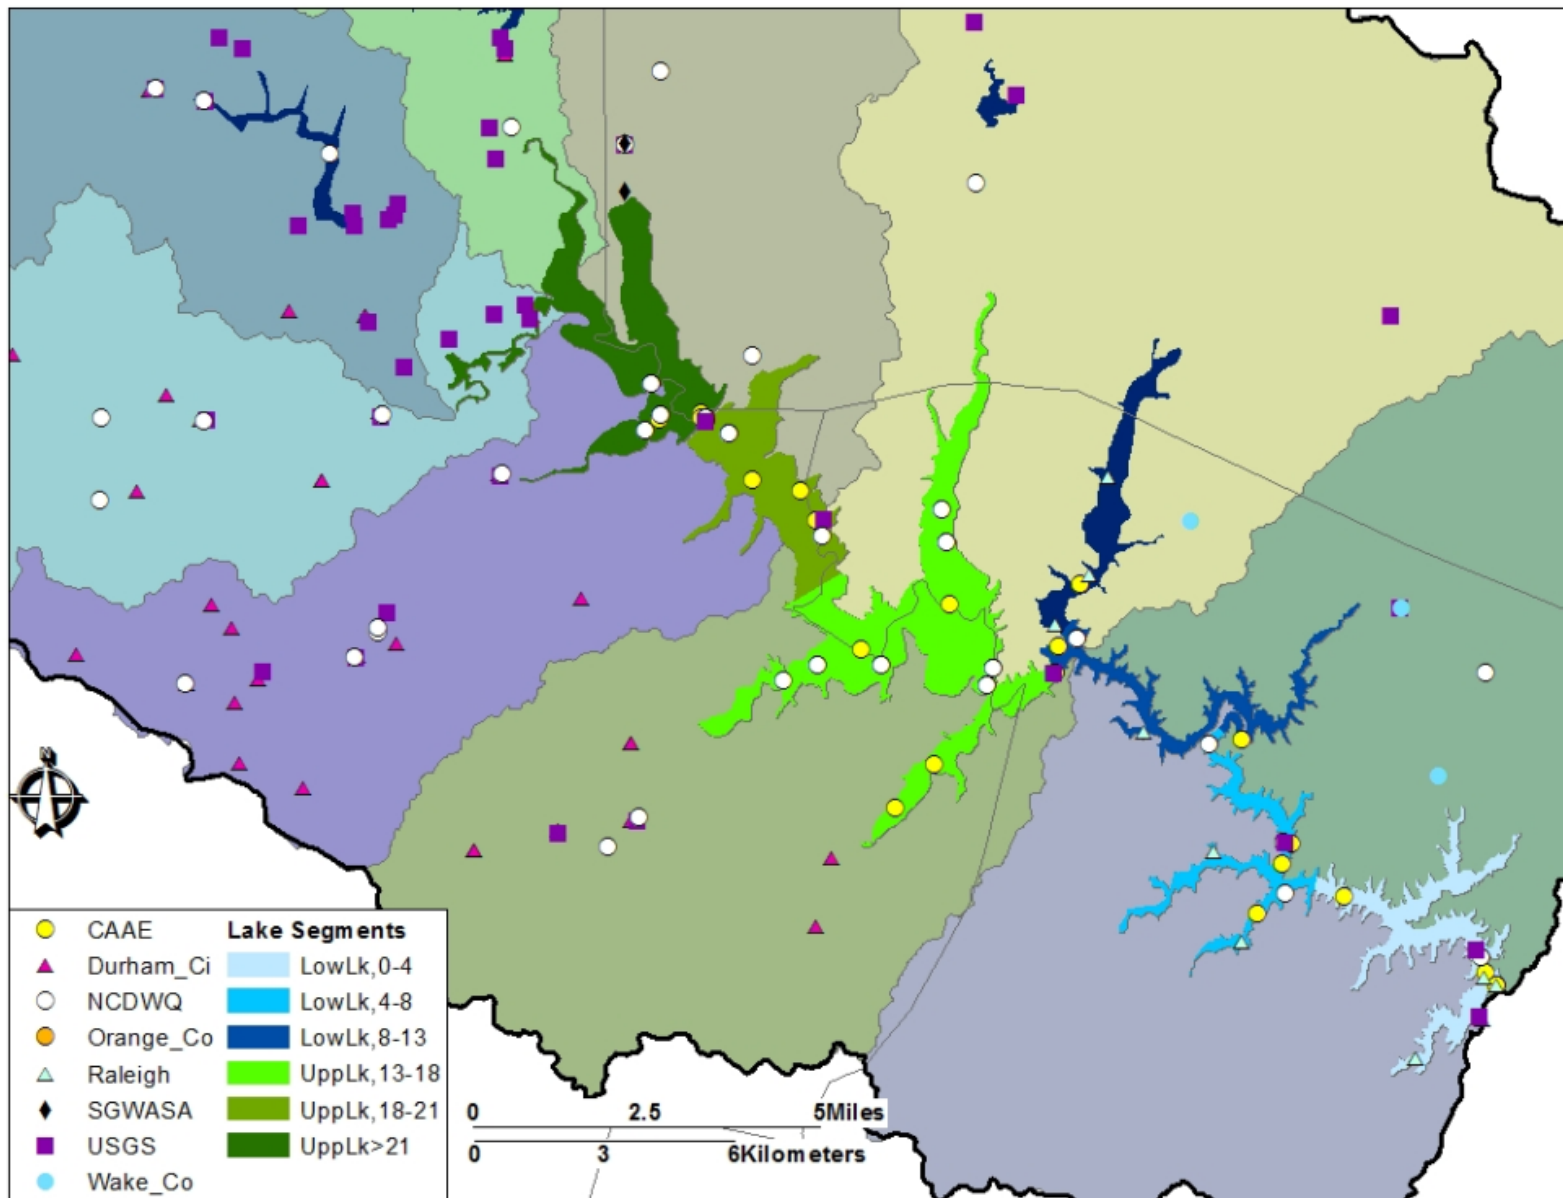 N
CAAE
Durham_Ci
NCDWQ
Orange_Co
Raleigh
SGWASA
USGS
Wake_Co
Lake Segments
LowLk,0-4
LowLk,4-8
LowLk,8-13
UppLk,13-18
UppLk,18-21
UppLk>21
0 2.5 5Miles
0 3 6Kilometers